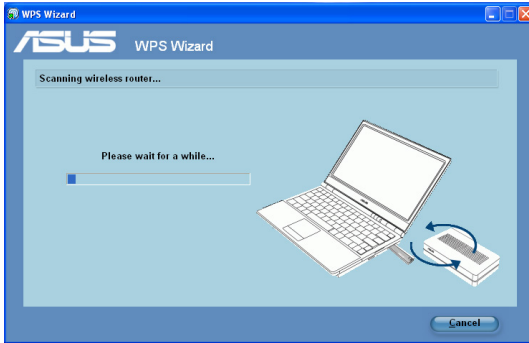 WPS Wizard
ASUS WPS Wizard
Scanning wireless router...
Please wait for a while...
Cancel